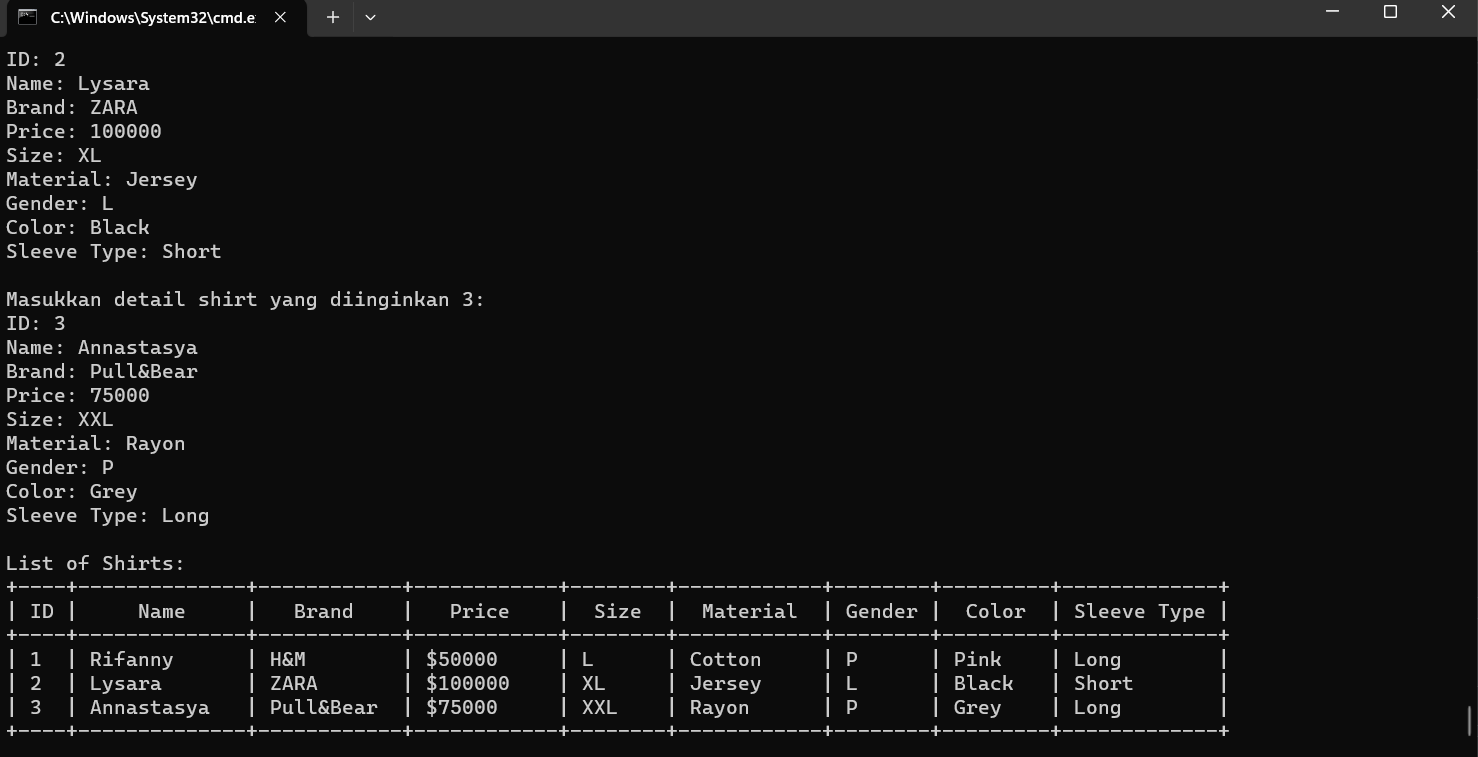 C:\Windows\System32\cmd.e
ID: 2
Name: Lysara
Brand: ZARA
Price: 100000
Size: XL
Material: Jersey
Gender: L
Color: Black
Sleeve Type: Short
Masukkan detail shirt yang diinginkan 3:
ID: 3
Name: Annastasya
Brand: Pull&Bear
Price: 75000
Size: XXL
Material: Rayon
Gender: P
Color: Grey
Sleeve Type: Long
List of Shirts:
+----+--------------+------------+------------+--------+------------+--------+---------+-------------+
| ID |     Name     |   Brand    |   Price    |  Size  |  Material  | Gender |  Color  | Sleeve Type |
+----+--------------+------------+------------+--------+------------+--------+---------+-------------+
| 1  | Rifanny      | H&M        | $50000     | L      | Cotton     | P      | Pink    | Long        |
| 2  | Lysara       | ZARA       | $100000    | XL     | Jersey     | L      | Black   | Short       |
| 3  | Annastasya   | Pull&Bear  | $75000     | XXL    | Rayon      | P      | Grey    | Long        |
+----+--------------+------------+------------+--------+------------+--------+---------+-------------+